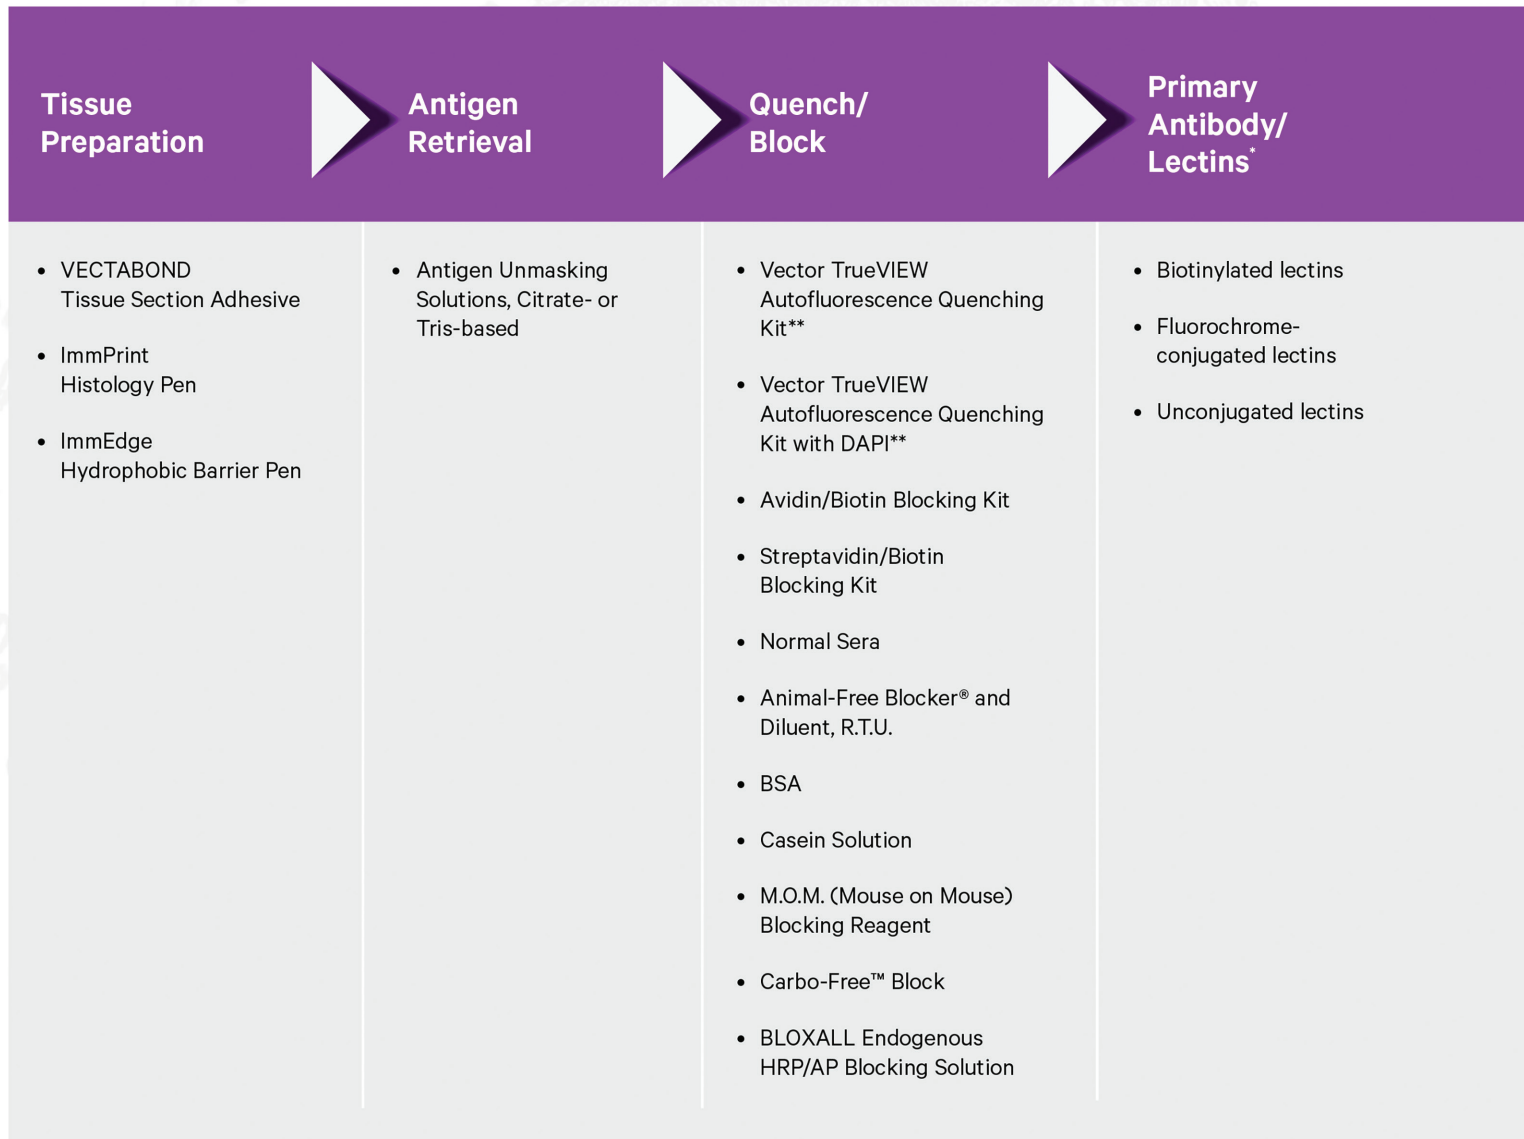 Tissue
Preparation
Antigen
Retrieval
Quench/
Block
Primary
Antibody/
Lectins*
• VECTABOND
Tissue Section Adhesive
• ImmPrint
Histology Pen
• ImmEdge
Hydrophobic Barrier Pen
• Antigen Unmasking
Solutions, Citrate- or
Tris-based
• Vector TrueVIEW
Autofluorescence Quenching
Kit**
• Vector TrueVIEW
Autofluorescence Quenching
Kit with DAPI**
• Avidin/Biotin Blocking Kit
• Streptavidin/Biotin
Blocking Kit
• Normal Sera
• Animal-Free Blocker® and
Diluent, R.T.U.
• BSA
• Casein Solution
• M.O.M. (Mouse on Mouse)
Blocking Reagent
• Carbo-Free™ Block
• BLOXALL Endogenous
HRP/AP Blocking Solution
• Biotinylated lectins
• Fluorochrome-
conjugated lectins
• Unconjugated lectins